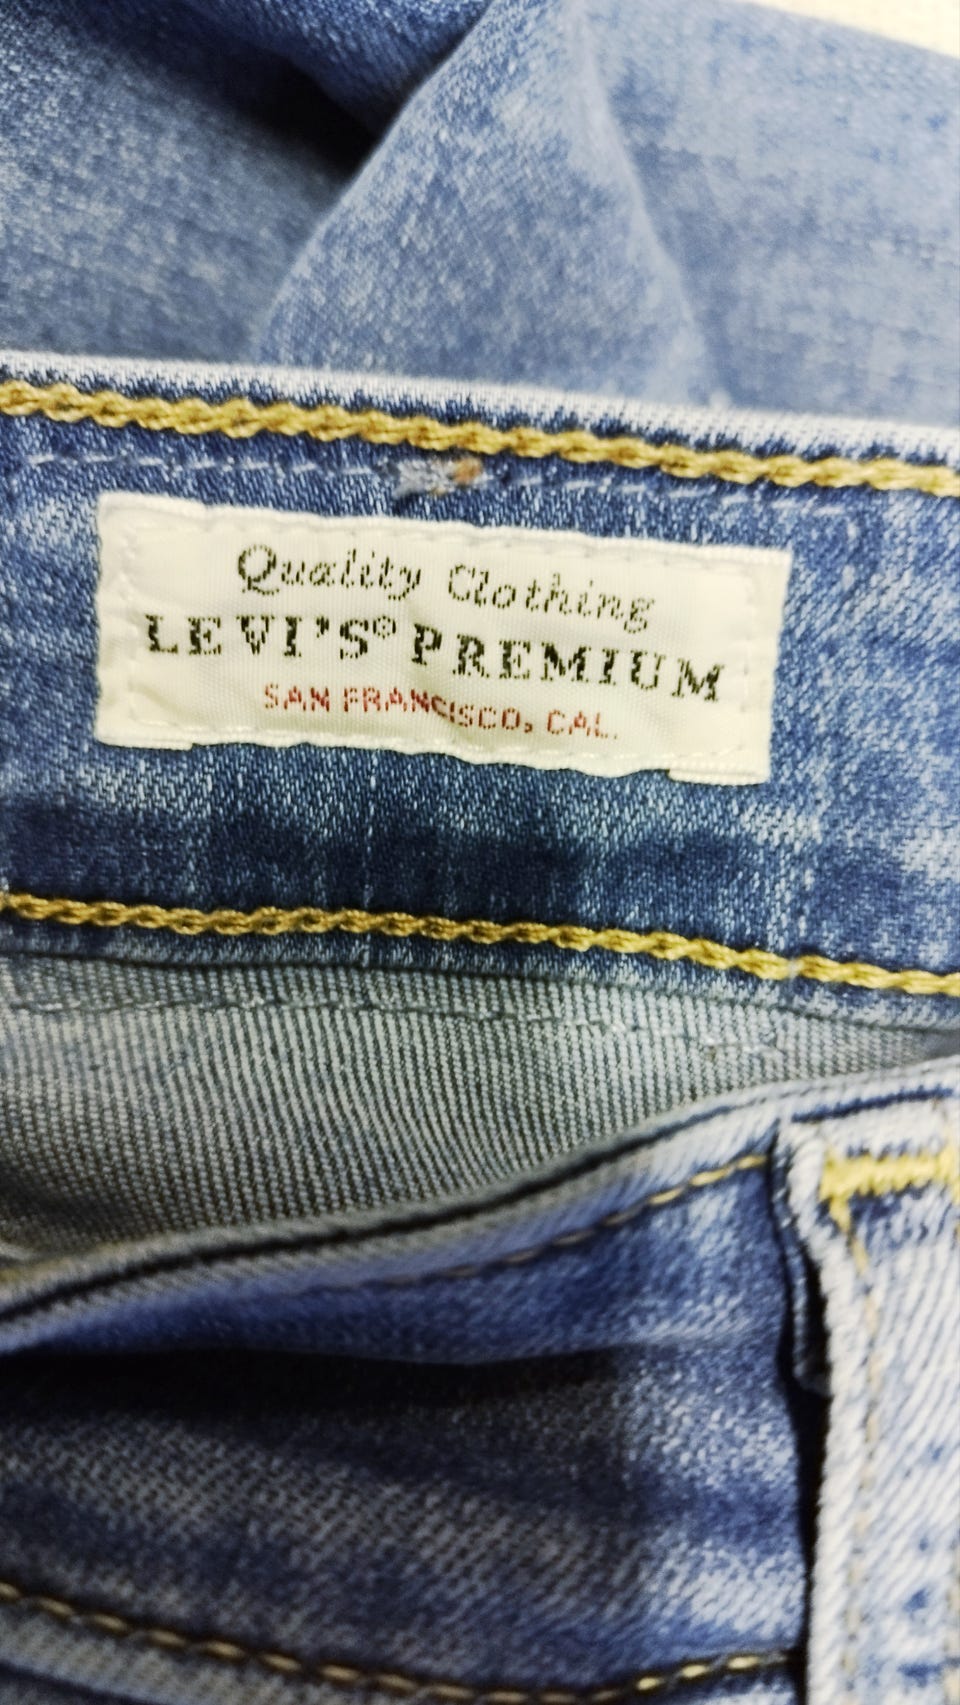 Quality Clothing
LEVI'S® PREMIUM
SAN FRANCISCO, CAL.